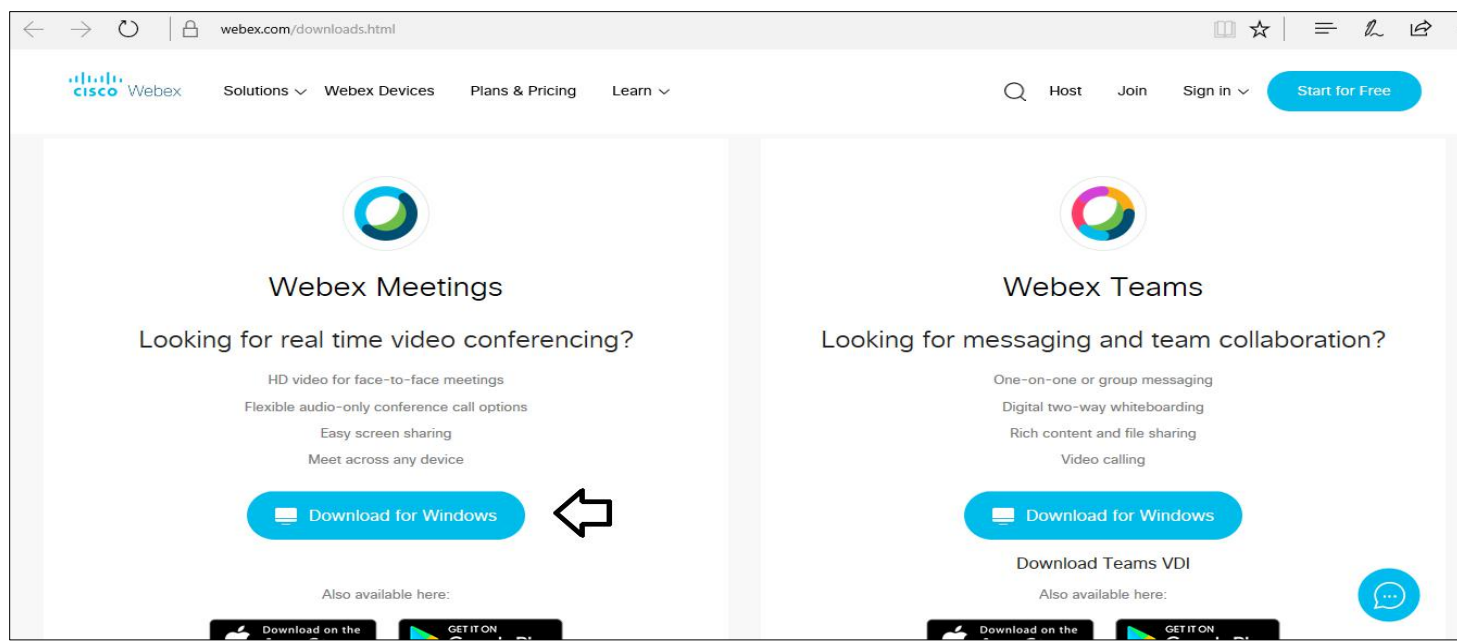 webex.com/downloads.html
cisco Webex Solutions Webex Devices Plans & Pricing Learn Host Join Sign in Start for Free
Webex Meetings
Looking for real time video conferencing?
HD video for face-to-face meetings
Flexible audio-only conference call options
Easy screen sharing
Meet across any device
Download for Windows
Also available here:
Download on the
GET IT ON
Webex Teams
Looking for messaging and team collaboration?
One-on-one or group messaging
Digital two-way whiteboarding
Rich content and file sharing
Video calling
Download for Windows
Download Teams VDI
Also available here:
Download on the
GET IT ON